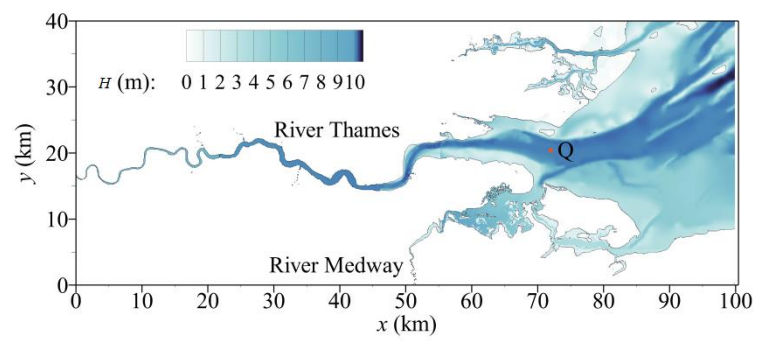 40
H (m): 0 1 2 3 4 5 6 7 8 9 10
30
River Thames
y (km)
20
Q
10
River Medway
0
0 10 20 30 40 50 60 70 80 90 100
x (km)